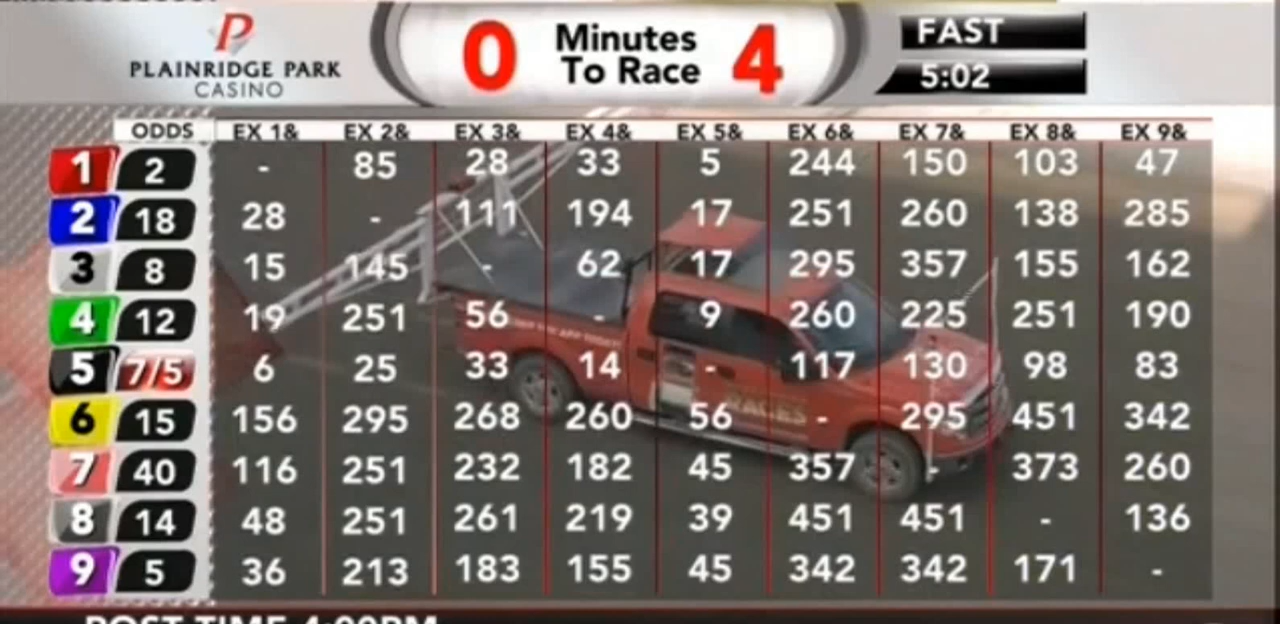 P
PLAINRIDGE PARK
CASINO
0 Minutes To Race 4
FAST
5:02
ODDS EX 1& EX 2& EX 3& EX 4& EX 5& EX 6& EX 7& EX 8& EX 9&
1 2 - 85 28 33 5 244 150 103 47
2 18 28 - 111 194 17 251 260 138 285
3 8 15 145 - 62 17 295 357 155 162
4 12 19 251 56 - 9 260 225 251 190
5 7/5 6 25 33 14 - 117 130 98 83
6 15 156 295 268 260 56 - 295 451 342
7 40 116 251 232 182 45 357 - 373 260
8 14 48 251 261 219 39 451 451 - 136
9 5 36 213 183 155 45 342 342 171 -
RACES
POST TIME 4:00PM